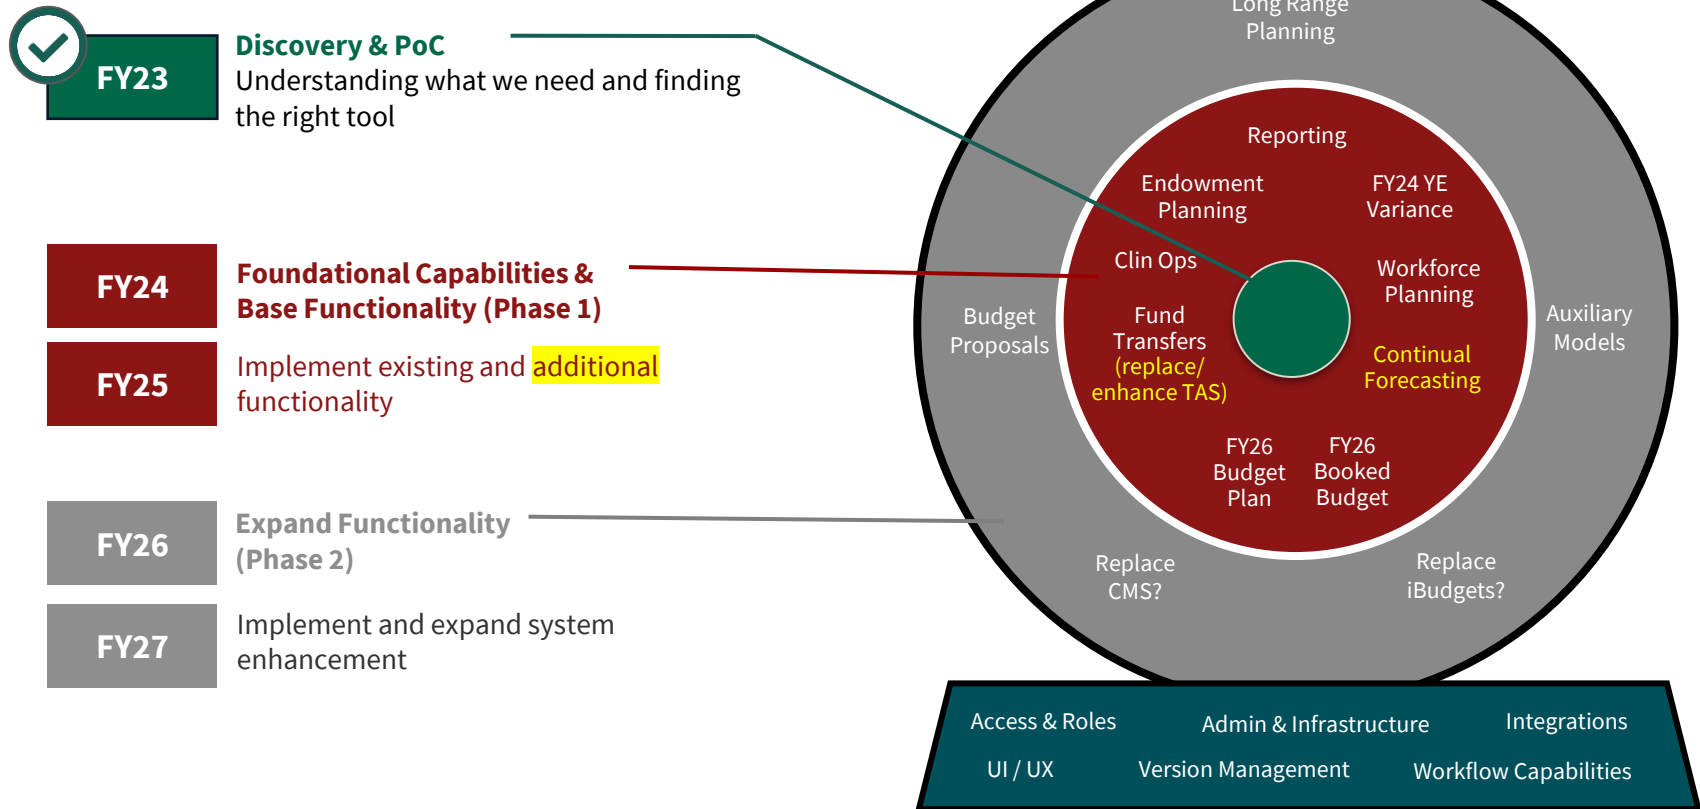 FY23
Discovery & PoC
Understanding what we need and finding
the right tool
FY24
Foundational Capabilities &
Base Functionality (Phase 1)
FY25
Implement existing and additional
functionality
FY26
Expand Functionality
(Phase 2)
FY27
Implement and expand system
enhancement
Long Range
Planning
Reporting
Endowment
Planning
FY24 YE
Variance
Clin Ops
Workforce
Planning
Budget
Proposals
Fund
Transfers
(replace/
enhance TAS)
Continual
Forecasting
Auxiliary
Models
FY26
Budget
Plan
FY26
Booked
Budget
Replace
CMS?
Replace
iBudgets?
Access & Roles
Admin & Infrastructure
Integrations
UI / UX
Version Management
Workflow Capabilities